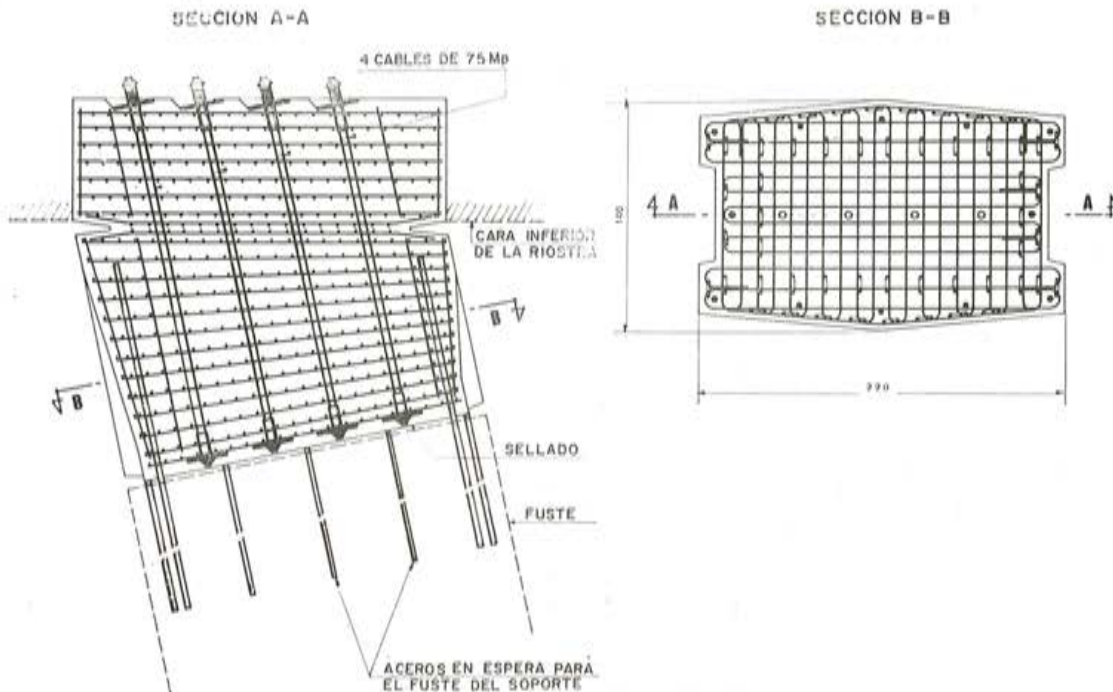 SECCION A-A
4 CABLES DE 75 Mp
CARA INFERIOR
DE LA RIOSTRA
B
B
SELLADO
FUSTE
ACEROS EN ESPERA PARA
EL FUSTE DEL SOPORTE
SECCION B-B
A
A